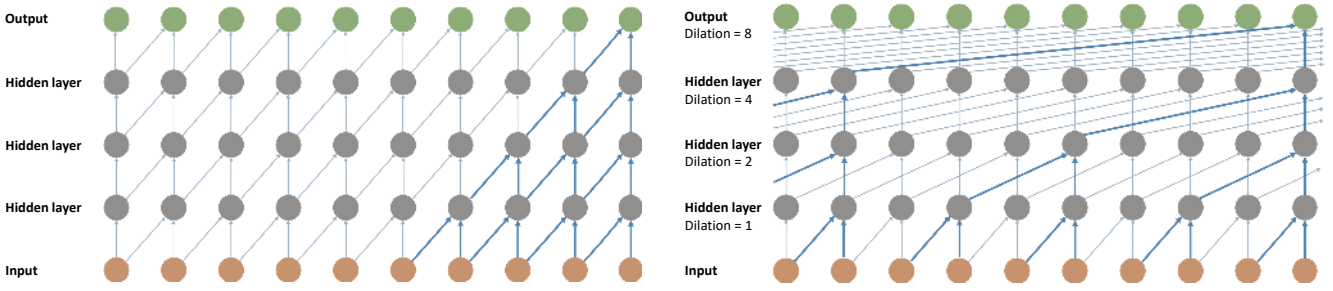 Output
Hidden layer
Hidden layer
Hidden layer
Input
Output
Dilation = 8
Hidden layer
Dilation = 4
Hidden layer
Dilation = 2
Hidden layer
Dilation = 1
Input